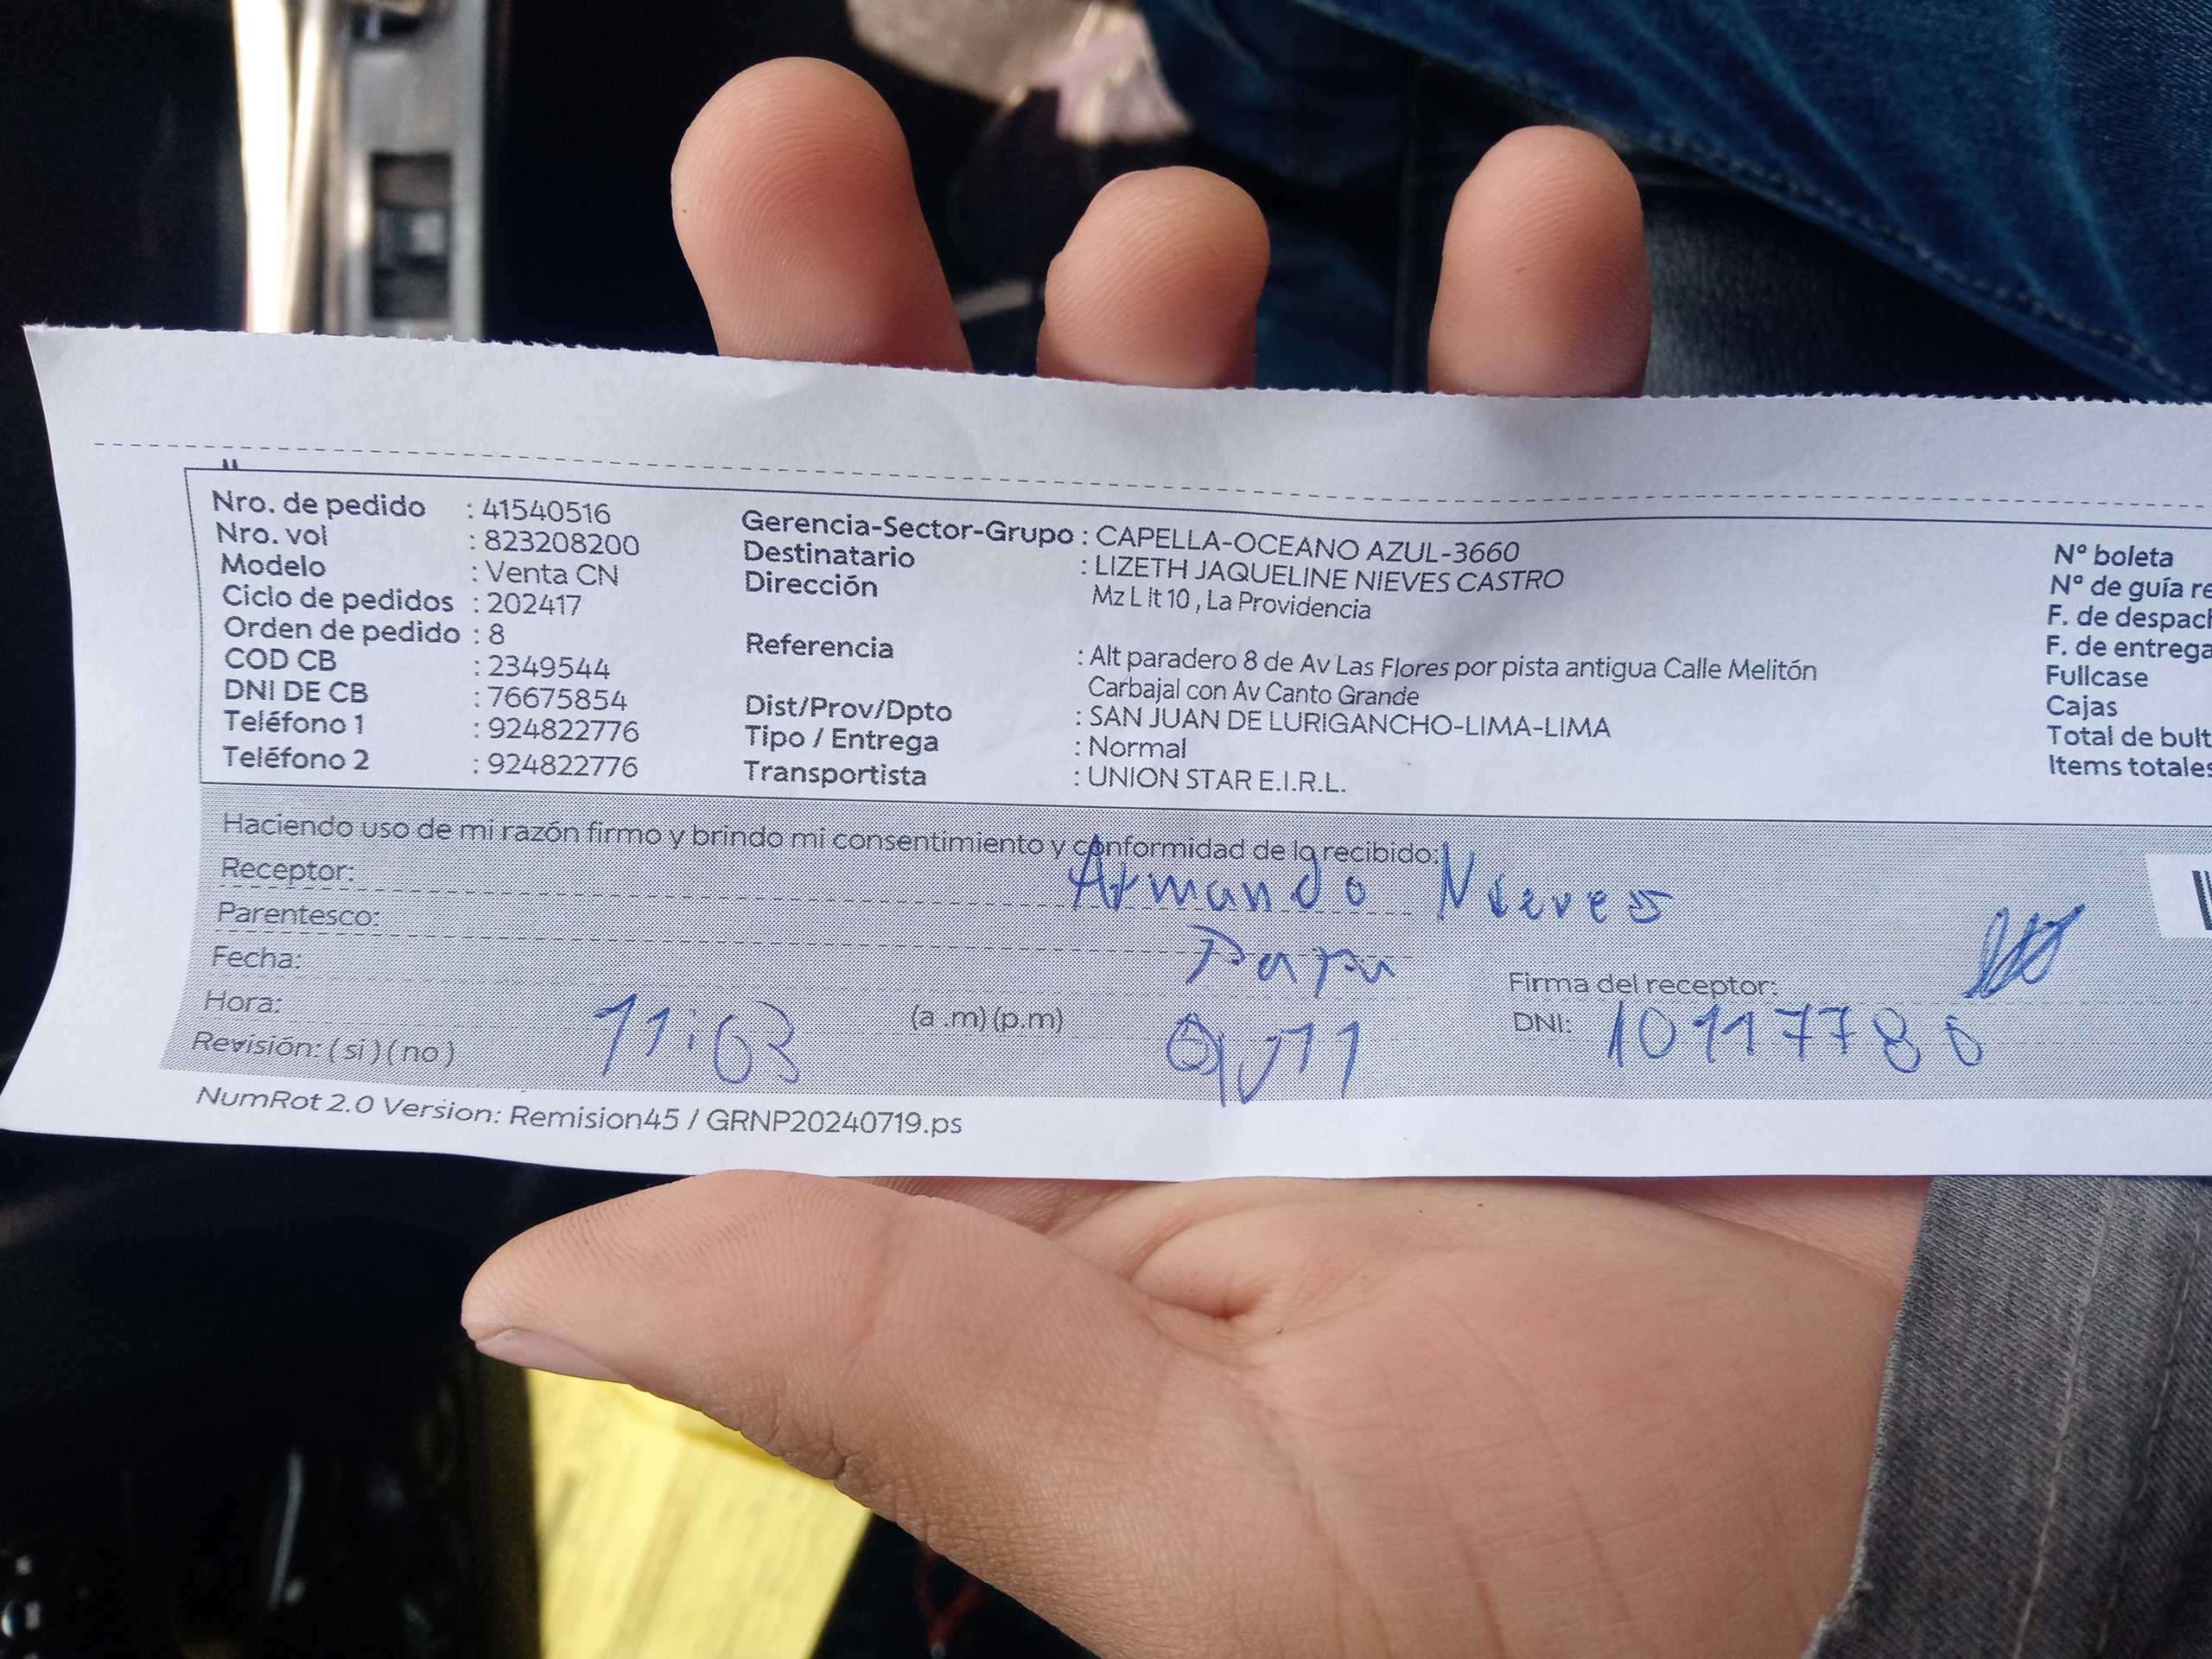 Nro. de pedido : 41540516
Nro. vol : 823208200
Modelo : Venta CN
Ciclo de pedidos : 202417
Orden de pedido : 8
COD CB : 2349544
DNI DE CB : 76675854
Teléfono 1 : 924822776
Teléfono 2 : 924822776
Gerencia-Sector-Grupo : CAPELLA-OCEANO AZUL-3660
Destinatario : LIZETH JAQUELINE NIEVES CASTRO
Dirección Mz L lt 10 , La Providencia
Referencia : Alt paradero 8 de Av Las Flores por pista antigua Calle Melitón
Carbajal con Av Canto Grande
Dist/Prov/Dpto : SAN JUAN DE LURIGANCHO-LIMA-LIMA
Tipo / Entrega : Normal
Transportista : UNION STAR E.I.R.L.
N° boleta
N° de guía re
F. de despach
F. de entrega
Fullcase
Cajas
Total de bult
Items totales
Haciendo uso de mi razón firmo y brindo mi consentimiento y conformidad de lo recibido:
Receptor: Armando Nieves
Parentesco: Papa
Fecha:
Hora: 11:03 (a .m) (p.m)
Revisión: ( si ) ( no )
Firma del receptor:
DNI: 10117786
NumRot 2.0 Version: Remision45 / GRNP20240719.ps